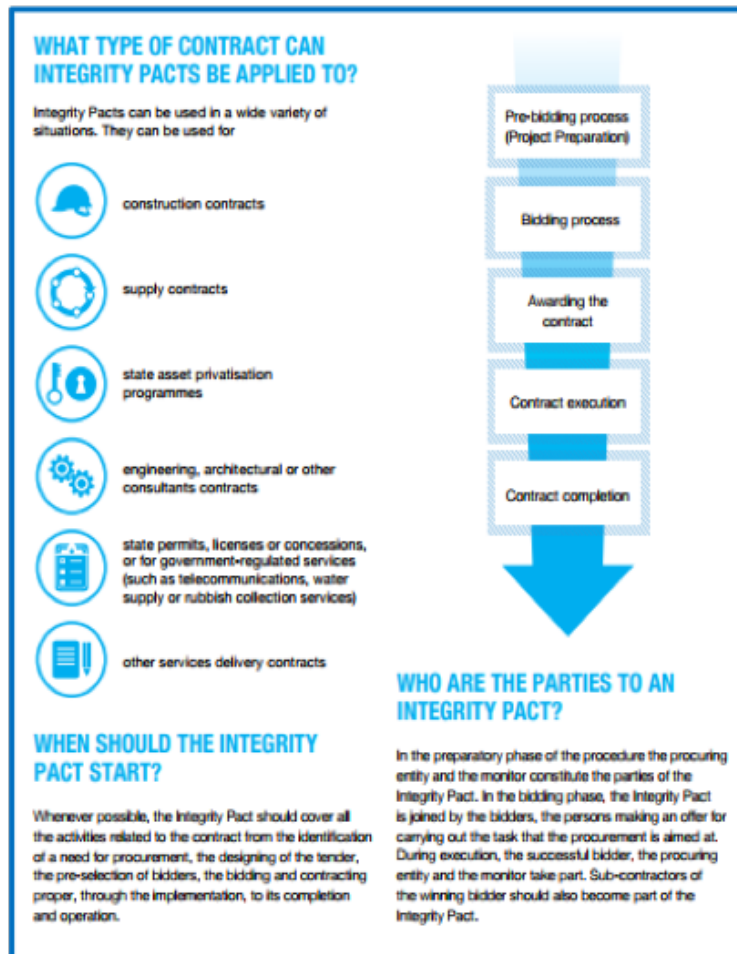 WHAT TYPE OF CONTRACT CAN
INTEGRITY PACTS BE APPLIED TO?
Integrity Pacts can be used in a wide variety of
situations. They can be used for
construction contracts
supply contracts
state asset privatisation
programmes
engineering, architectural or other
consultants contracts
state permits, licenses or concessions,
or for government-regulated services
(such as telecommunications, water
supply or rubbish collection services)
other services delivery contracts
WHEN SHOULD THE INTEGRITY
PACT START?
Whenever possible, the Integrity Pact should cover all
the activities related to the contract from the identification
of a need for procurement, the designing of the tender,
the pre-selection of bidders, the bidding and contracting
proper, through the implementation, to its completion
and operation.
Pre-bidding process
(Project Preparation)
Bidding process
Awarding the
contract
Contract execution
Contract completion
WHO ARE THE PARTIES TO AN
INTEGRITY PACT?
In the preparatory phase of the procedure the procuring
entity and the monitor constitute the parties of the
Integrity Pact. In the bidding phase, the Integrity Pact
is joined by the bidders, the persons making an offer for
carrying out the task that the procurement is aimed at.
During execution, the successful bidder, the procuring
entity and the monitor take part. Sub-contractors of
the winning bidder should also become part of the
Integrity Pact.